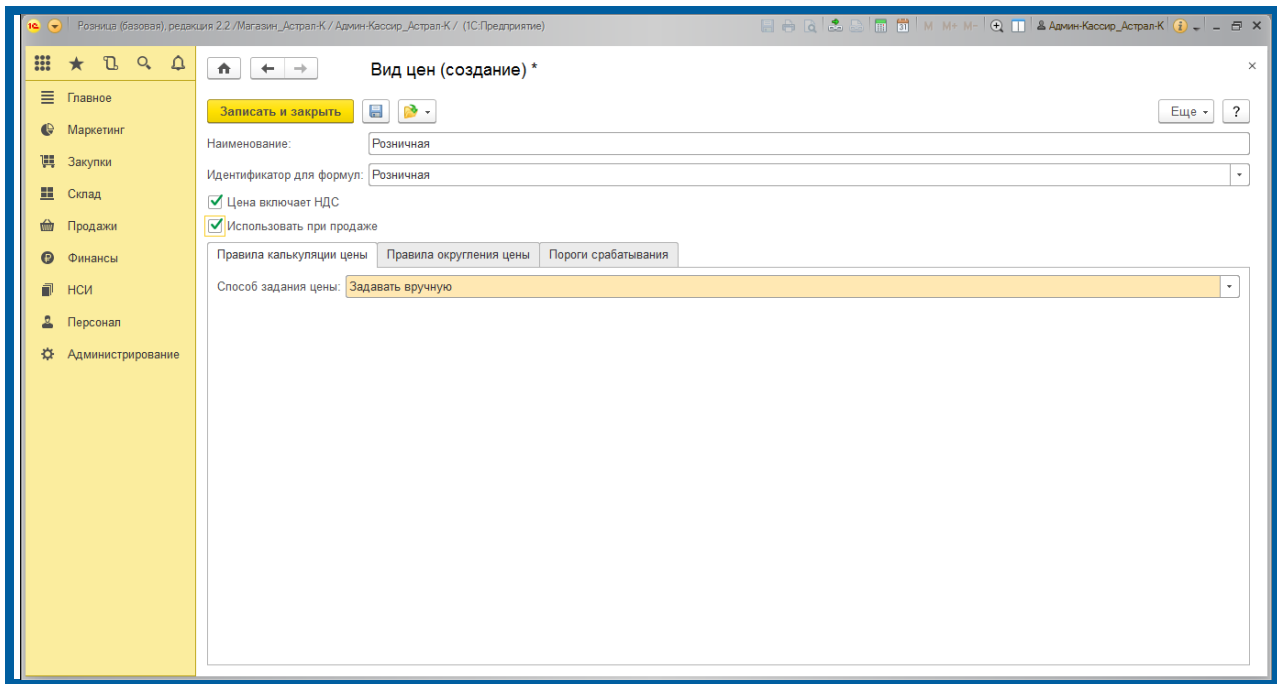 1С Розница (базовая), редакция 2.2 /Магазин_Астрал-К / Админ-Кассир_Астрал-К / (1С:Предприятие) 31 M M+ M- Админ-Кассир_Астрал-К i
Вид цен (создание) *
Главное
Маркетинг
Закупки
Склад
Продажи
Финансы
НСИ
Персонал
Администрирование
Записать и закрыть Еще ?
Наименование: Розничная
Идентификатор для формул: Розничная
Цена включает НДС
Использовать при продаже
Правила калькуляции цены Правила округления цены Пороги срабатывания
Способ задания цены: Задавать вручную